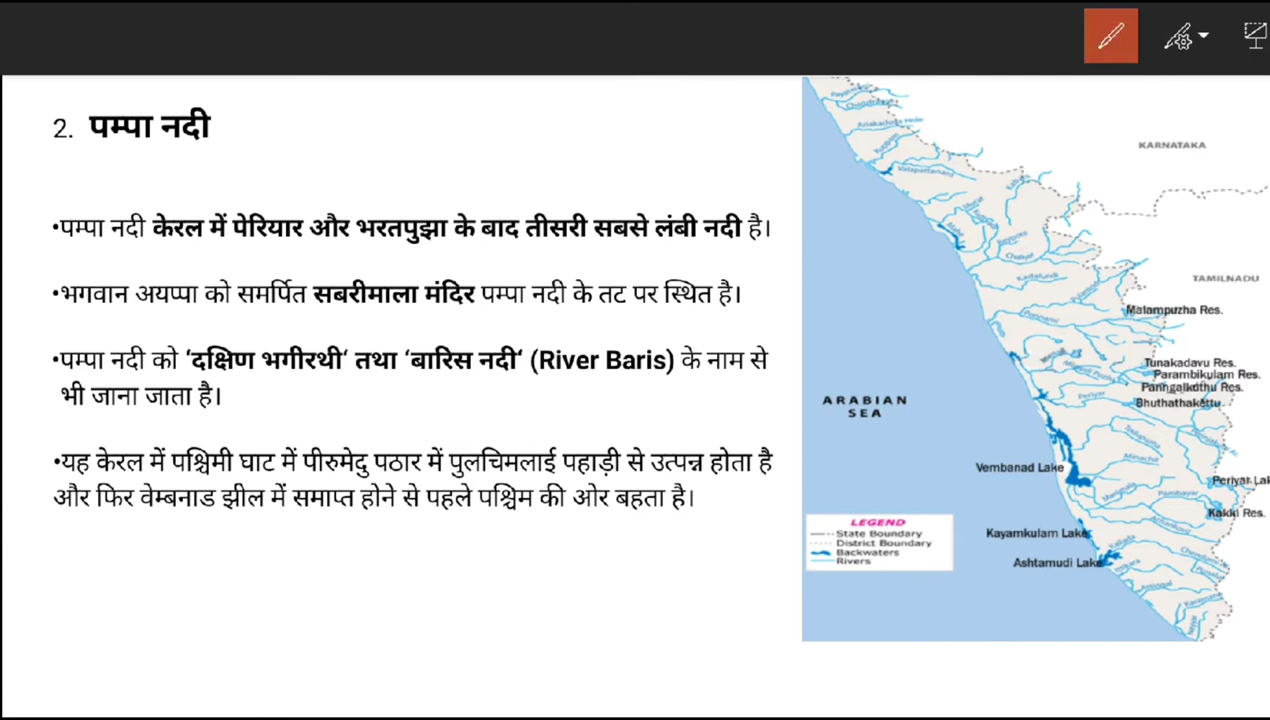 2. पम्पा नदी
•पम्पा नदी केरल में पेरियार और भरतपुझा के बाद तीसरी सबसे लंबी नदी है।
•भगवान अयप्पा को समर्पित सबरीमाला मंदिर पम्पा नदी के तट पर स्थित है।
•पम्पा नदी को ‘दक्षिण भगीरथी‘ तथा ‘बारिस नदी‘ (River Baris) के नाम से
भी जाना जाता है।
•यह केरल में पश्चिमी घाट में पीरुमेदु पठार में पुलचिमलाई पहाड़ी से उत्पन्न होता है
और फिर वेम्बनाड झील में समाप्त होने से पहले पश्चिम की ओर बहता है।
KARNATAKA
TAMILNADU
Malampuzha Res.
Tunakadavu Res.
Parambikulam Res.
Bhuthathakettu
ARABIAN
SEA
Periyar
Vembanad Lake
Periyar Lak
Kakki Res.
Kayamkulam Lake
Ashtamudi Lake
LEGEND
State Boundary
District Boundary
Backwaters
Rivers